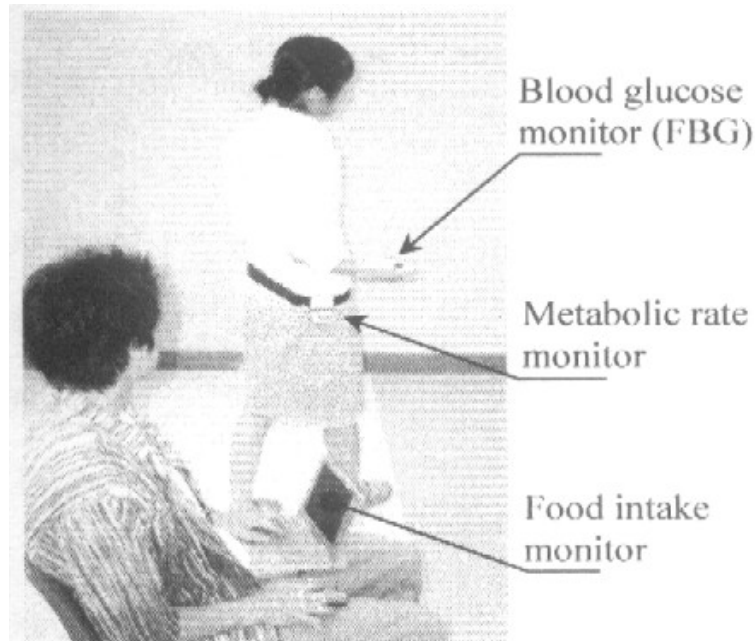 Blood glucose
monitor (FBG)
Metabolic rate
monitor
Food intake
monitor